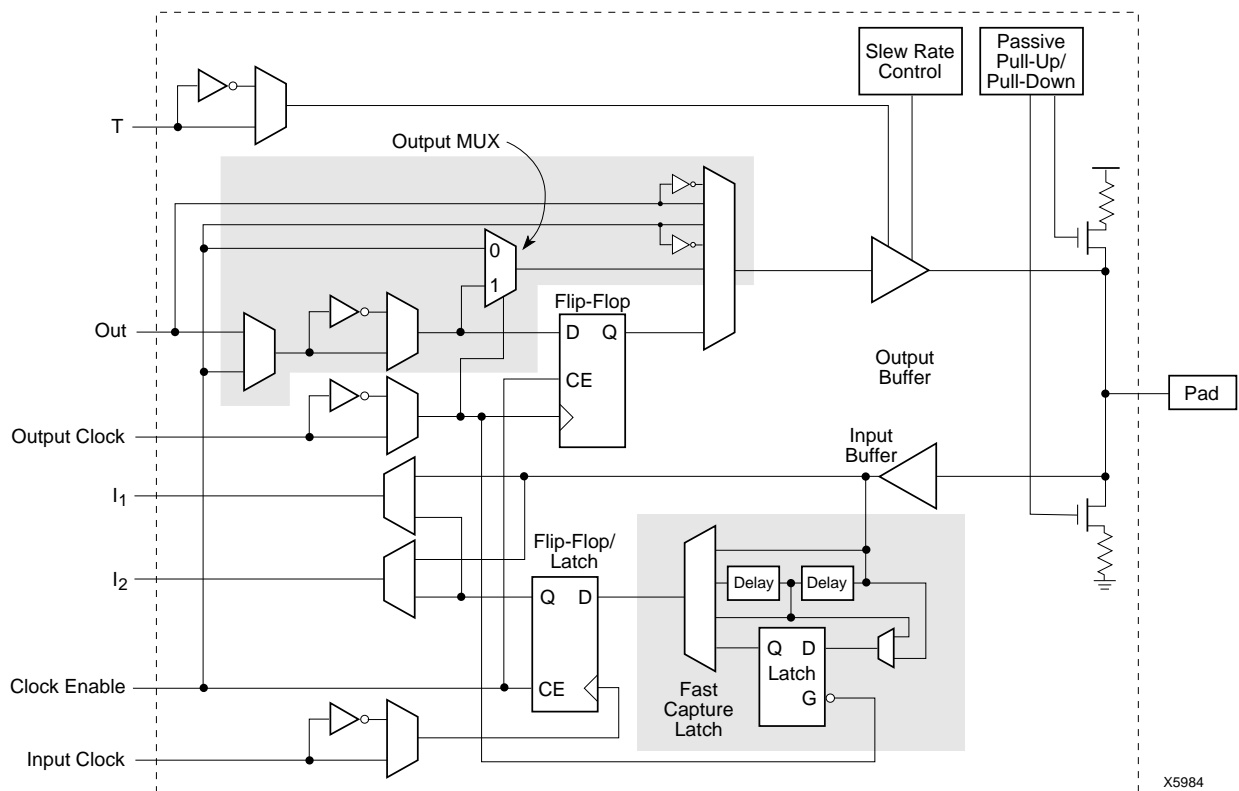 Slew Rate
Control
Passive
Pull-Up/
Pull-Down
T
Output MUX
0
1
Flip-Flop
D Q
CE
Out
Output
Buffer
Pad
Output Clock
Input
Buffer
I1
Flip-Flop/
Latch
I2
Delay
Delay
Q D
Q D
Latch
G
Clock Enable
CE
Fast
Capture
Latch
Input Clock
X5984